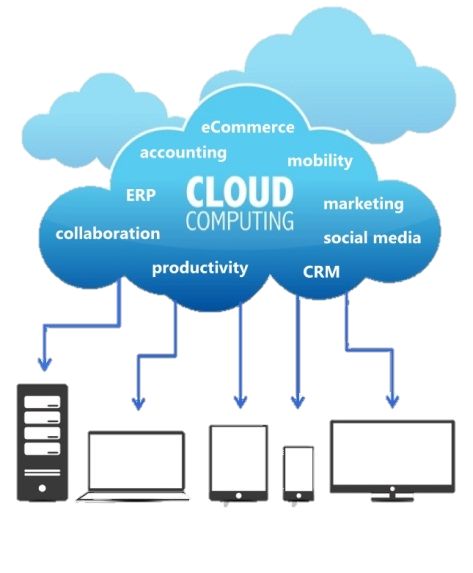 eCommerce
accounting
mobility
ERP
CLOUD
COMPUTING
marketing
collaboration
social media
productivity
CRM